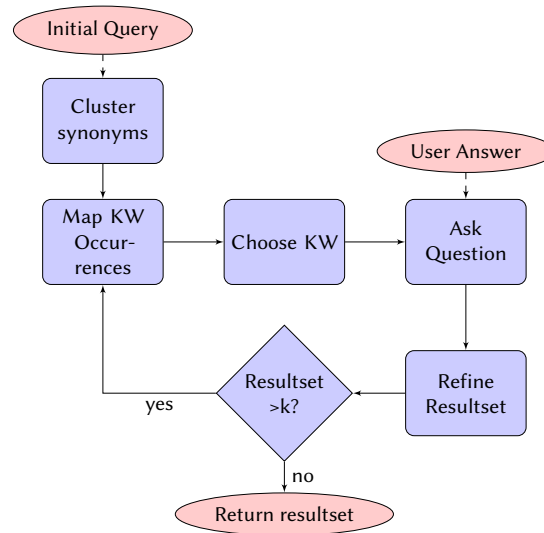 Initial Query
Cluster
synonyms
User Answer
Map KW
Occur-
rences
Choose KW
Ask
Question
Resultset
>k?
Refine
Resultset
yes
no
Return resultset